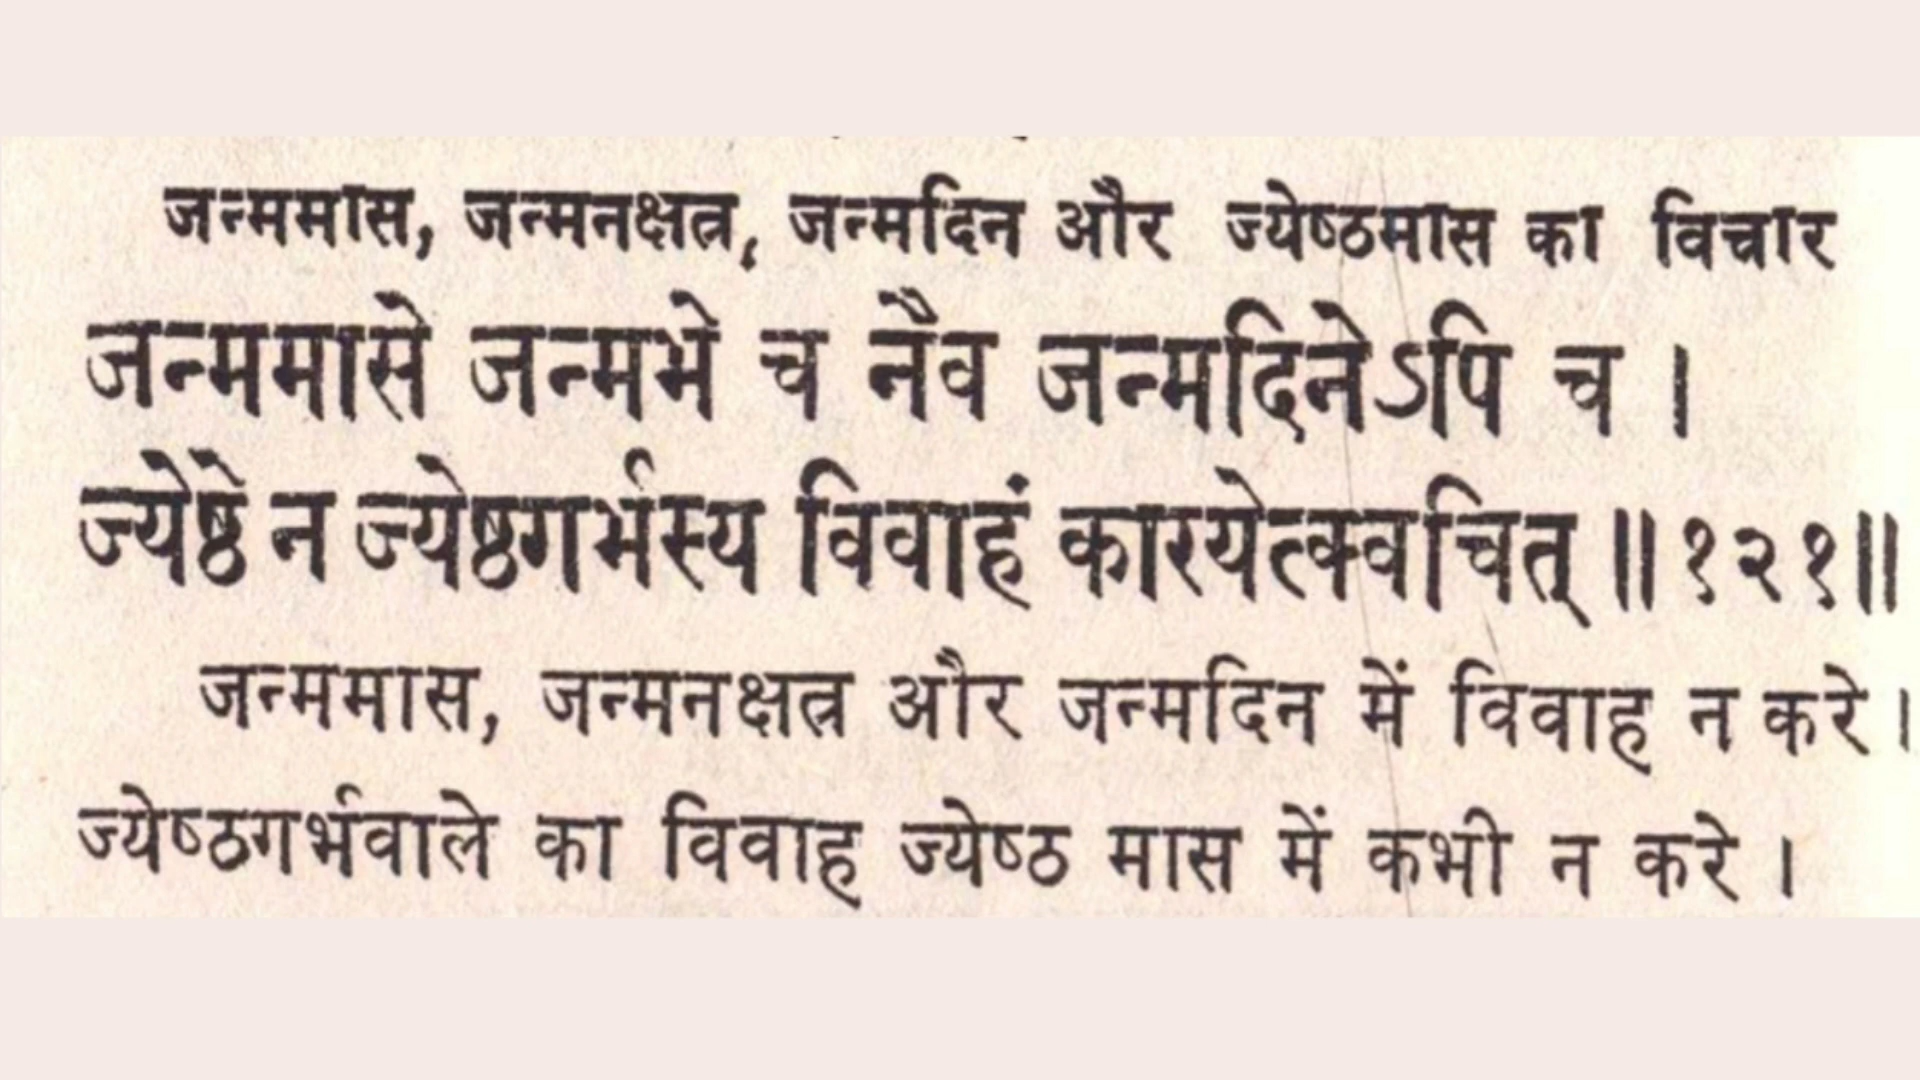 जन्ममास, जन्मनक्षत्र, जन्मदिन और ज्येष्ठमास का विचार
जन्ममासे जन्मभे च नैव जन्मदिनेऽपि च ।
ज्येष्ठे न ज्येष्ठगर्भस्य विवाहं कारयेत्क्वचित् ॥१२१॥
जन्ममास, जन्मनक्षत्र और जन्मदिन में विवाह न करे ।
ज्येष्ठगर्भवाले का विवाह ज्येष्ठ मास में कभी न करे ।